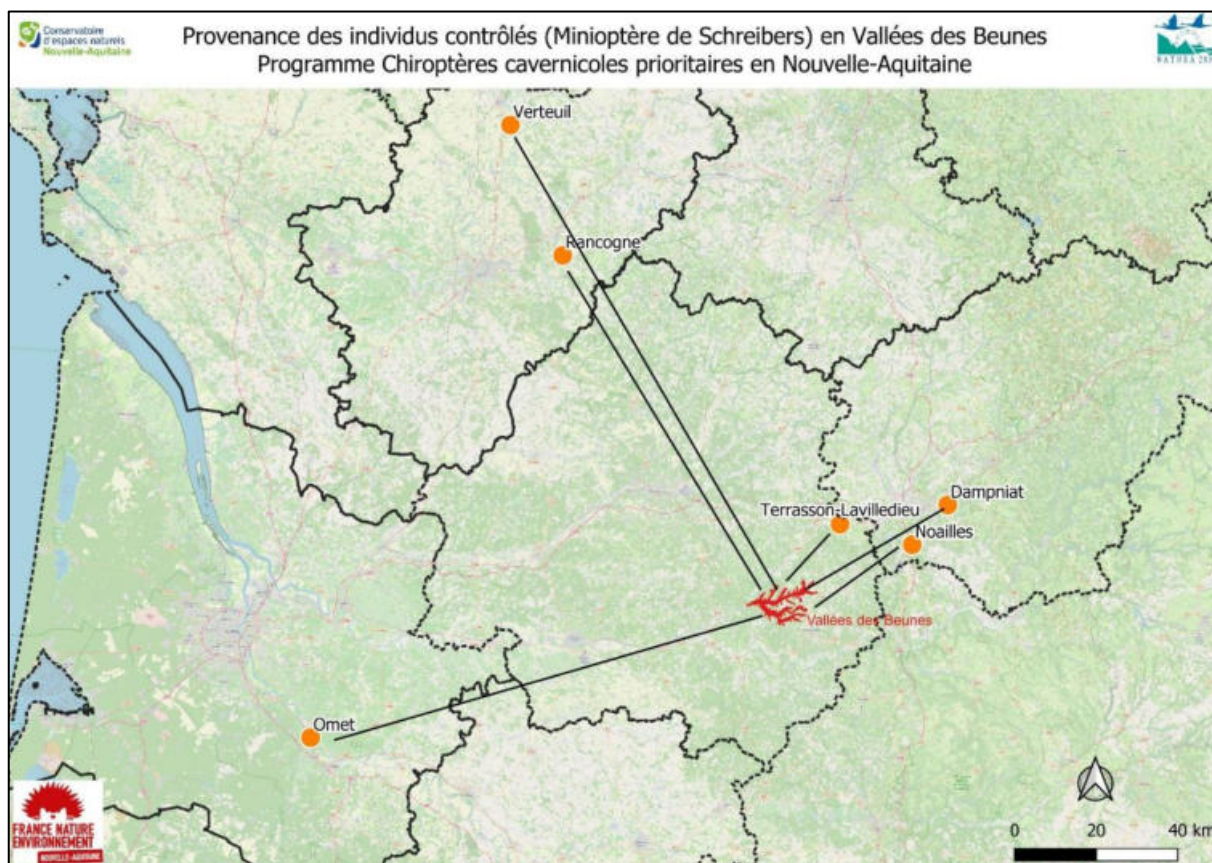 Conservatoire
d'espaces naturels
Nouvelle-Aquitaine
Provenance des individus contrôlés (Minioptère de Schreibers) en Vallées des Beunes
Programme Chiroptères cavernicoles prioritaires en Nouvelle-Aquitaine
Verteuil
Rancogne
Dampniat
Terrasson-Lavilledieu
Noailles
Vallées des Beunes
Omet
FRANCE NATURE
ENVIRONNEMENT
NOUVELLE-AQUITAINE
0 20 40 km